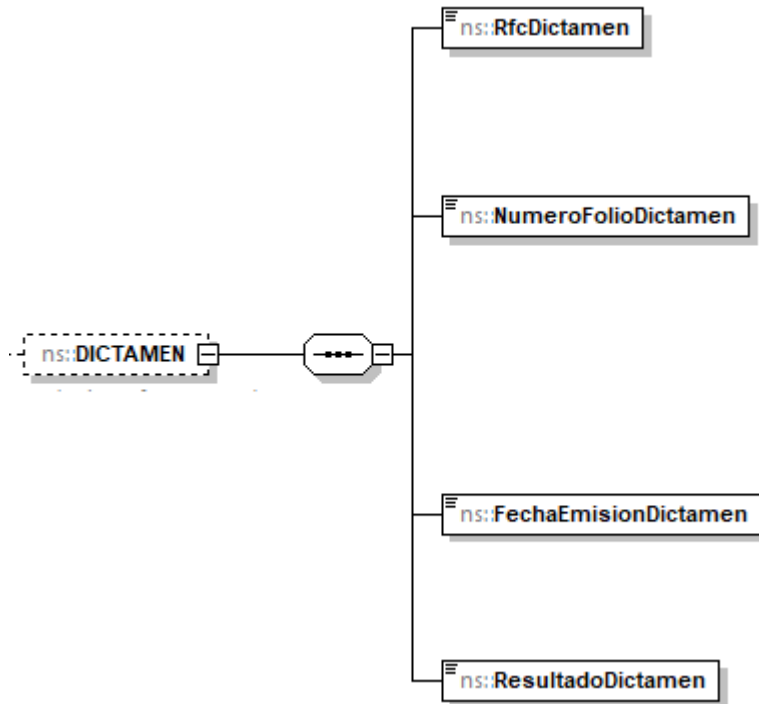 ns:RfcDictamen
ns:NumeroFolioDictamen
ns:DICTAMEN
ns:FechaEmisionDictamen
ns:ResultadoDictamen